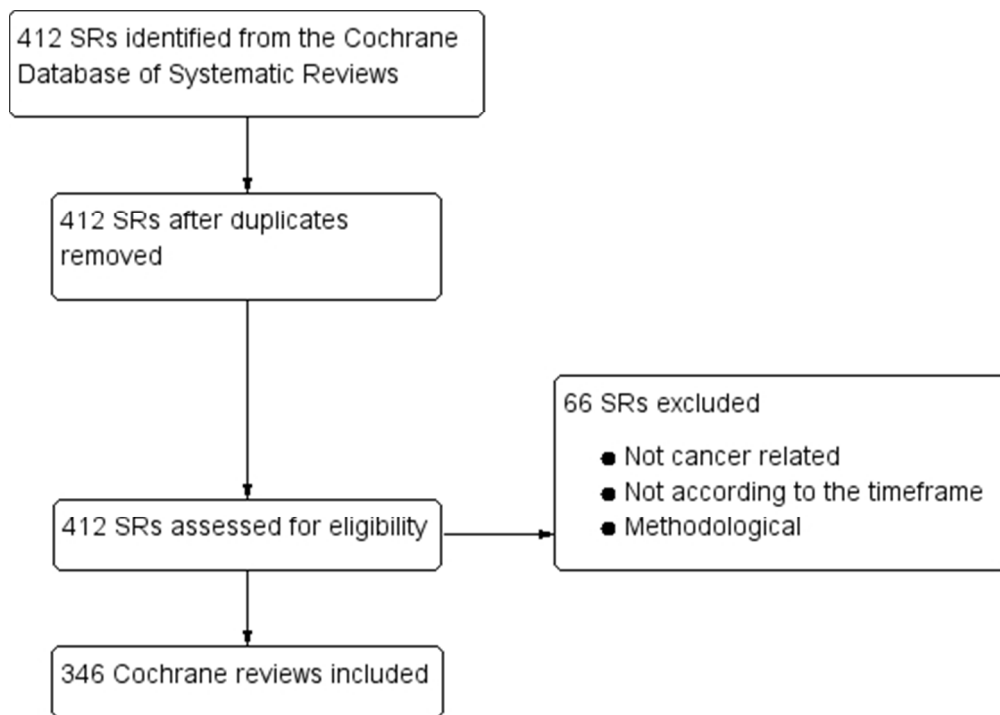 412 SRs identified from the Cochrane
Database of Systematic Reviews
412 SRs after duplicates
removed
66 SRs excluded
● Not cancer related
● Not according to the timeframe
● Methodological
412 SRs assessed for eligibility
346 Cochrane reviews included